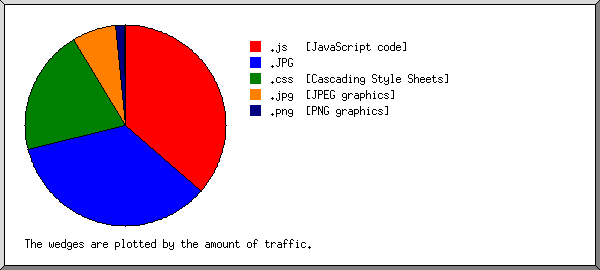 .js [JavaScript code]
.JPG
.css [Cascading Style Sheets]
.jpg [JPEG graphics]
.png [PNG graphics]
The wedges are plotted by the amount of traffic.